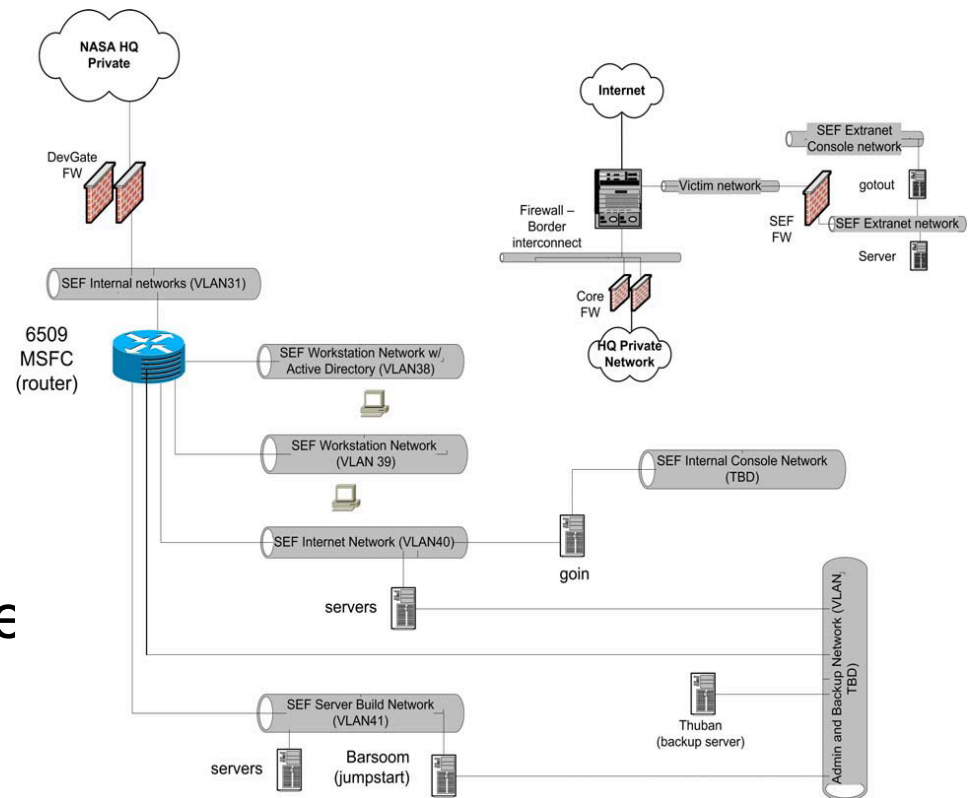 NASA HQ
Private
DevGate
FW
SEF Internal networks (VLAN31)
6509
MSFC
(router)
SEF Workstation Network w/
Active Directory (VLAN38)
SEF Workstation Network
(VLAN 39)
SEF Internet Network (VLAN40)
servers
goin
SEF Internal Console Network
(TBD)
SEF Server Build Network
(VLAN41)
servers
Barsoom
(jumpstart)
Thuban
(backup server)
Admin and Backup Network (VLAN
TBD)
Internet
Firewall –
Border
interconnect
Core
FW
HQ Private
Network
Victim network
SEF
FW
SEF Extranet
Console network
gotout
SEF Extranet network
Server